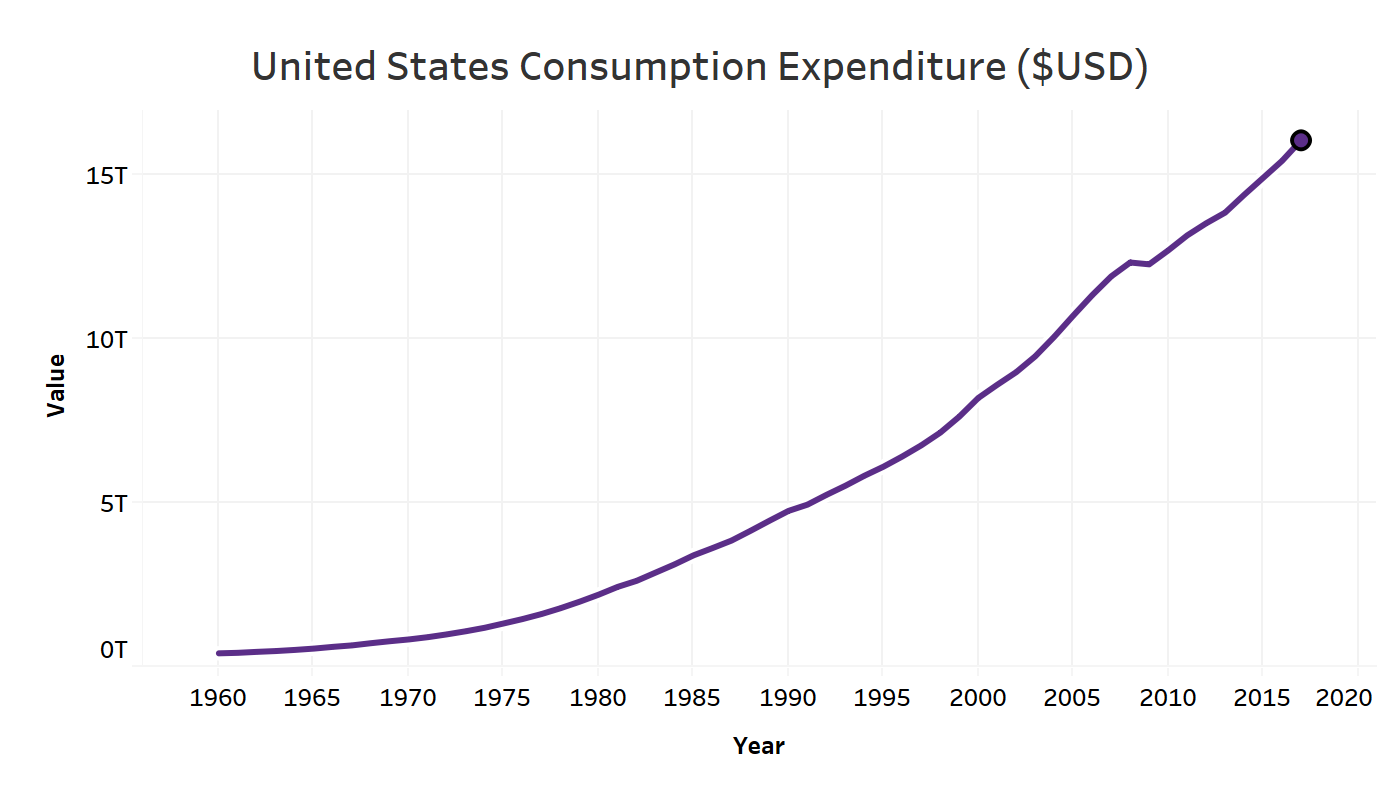 United States Consumption Expenditure ($USD)
15T
10T
5T
0T
Value
1960 1965 1970 1975 1980 1985 1990 1995 2000 2005 2010 2015 2020
Year